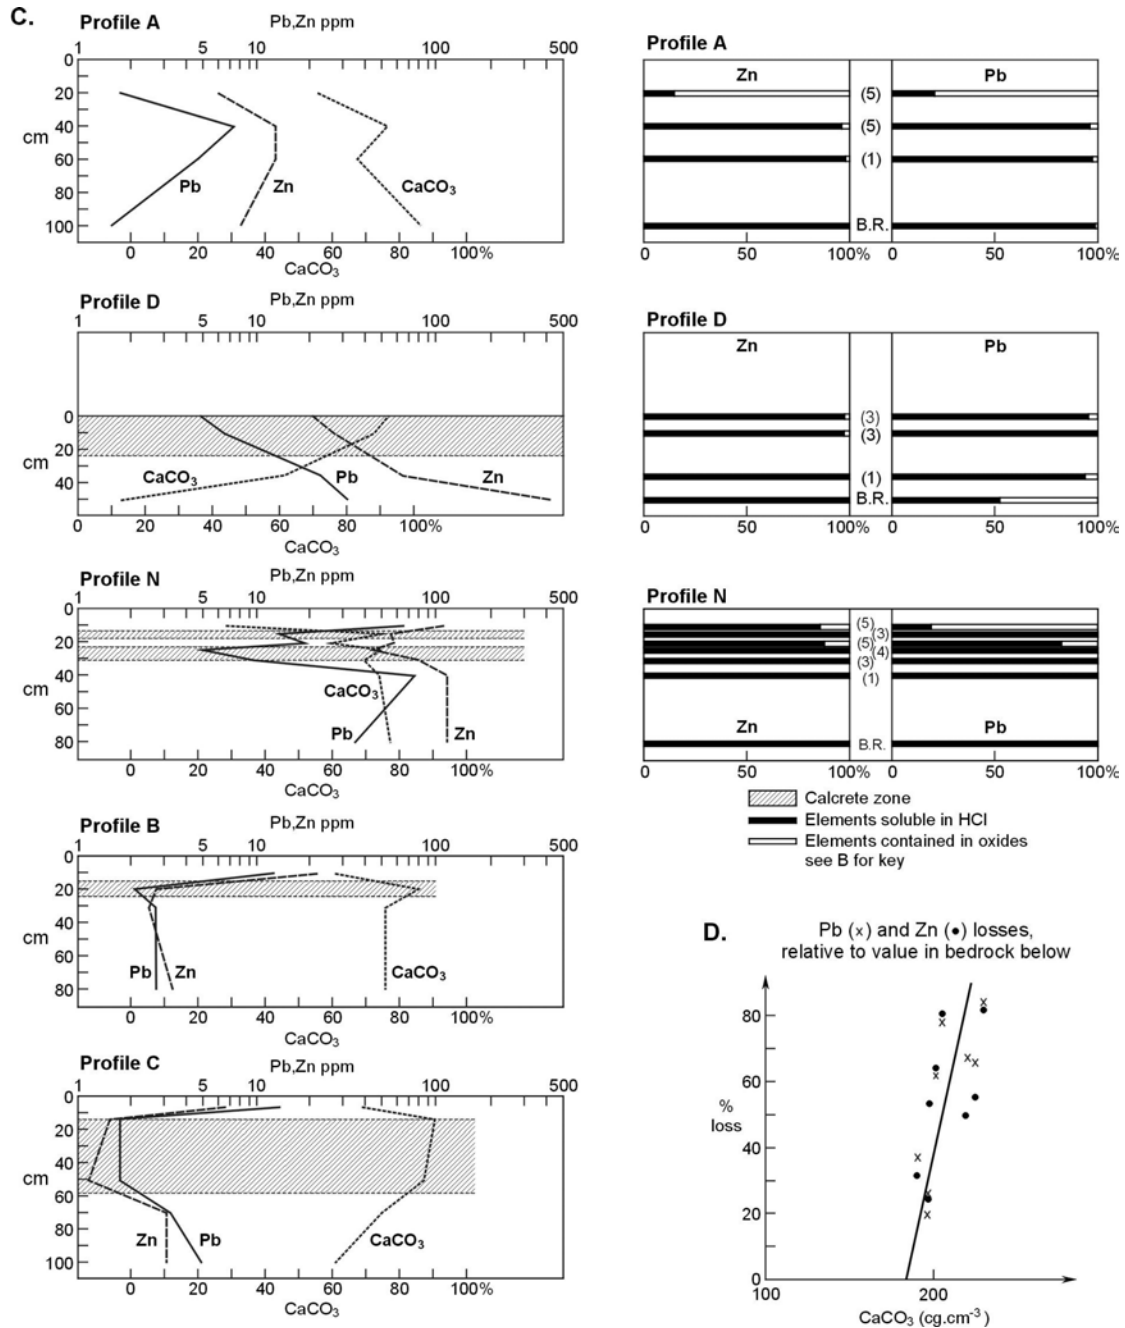 C.
Profile A
Pb,Zn ppm
1 5 10 100 500
0
20
40
cm
60
80
100
Pb
Zn
CaCO₃
0 20 40 60 80 100%
CaCO₃
Profile D
Pb,Zn ppm
1 5 10 100 500
0
20
cm
40
CaCO₃
Pb
Zn
0 20 40 60 80 100%
CaCO₃
Profile N
Pb,Zn ppm
1 5 10 100 500
0
20
40
cm
60
80
CaCO₃
Pb
Zn
0 20 40 60 80 100%
CaCO₃
Profile B
Pb,Zn ppm
1 5 10 100 500
0
20
40
cm
60
80
Pb
Zn
CaCO₃
0 20 40 60 80 100%
CaCO₃
Profile C
Pb,Zn ppm
1 5 10 100 500
0
20
40
cm
60
80
100
Zn
Pb
CaCO₃
0 20 40 60 80 100%
CaCO₃
Profile A
Zn
Pb
(5)
(5)
(1)
B.R.
0 50 100% 0 50 100%
Profile D
Zn
Pb
(3)
(3)
(1)
B.R.
0 50 100% 0 50 100%
Profile N
(5)
(3)
(5)
(4)
(3)
(1)
Zn
Pb
B.R.
0 50 100% 0 50 100%
Calcrete zone
Elements soluble in HCl
Elements contained in oxides
see B for key
D.
Pb (×) and Zn (●) losses,
relative to value in bedrock below
80
60
%
loss
40
20
0
100 200
CaCO₃ (cg.cm⁻³)